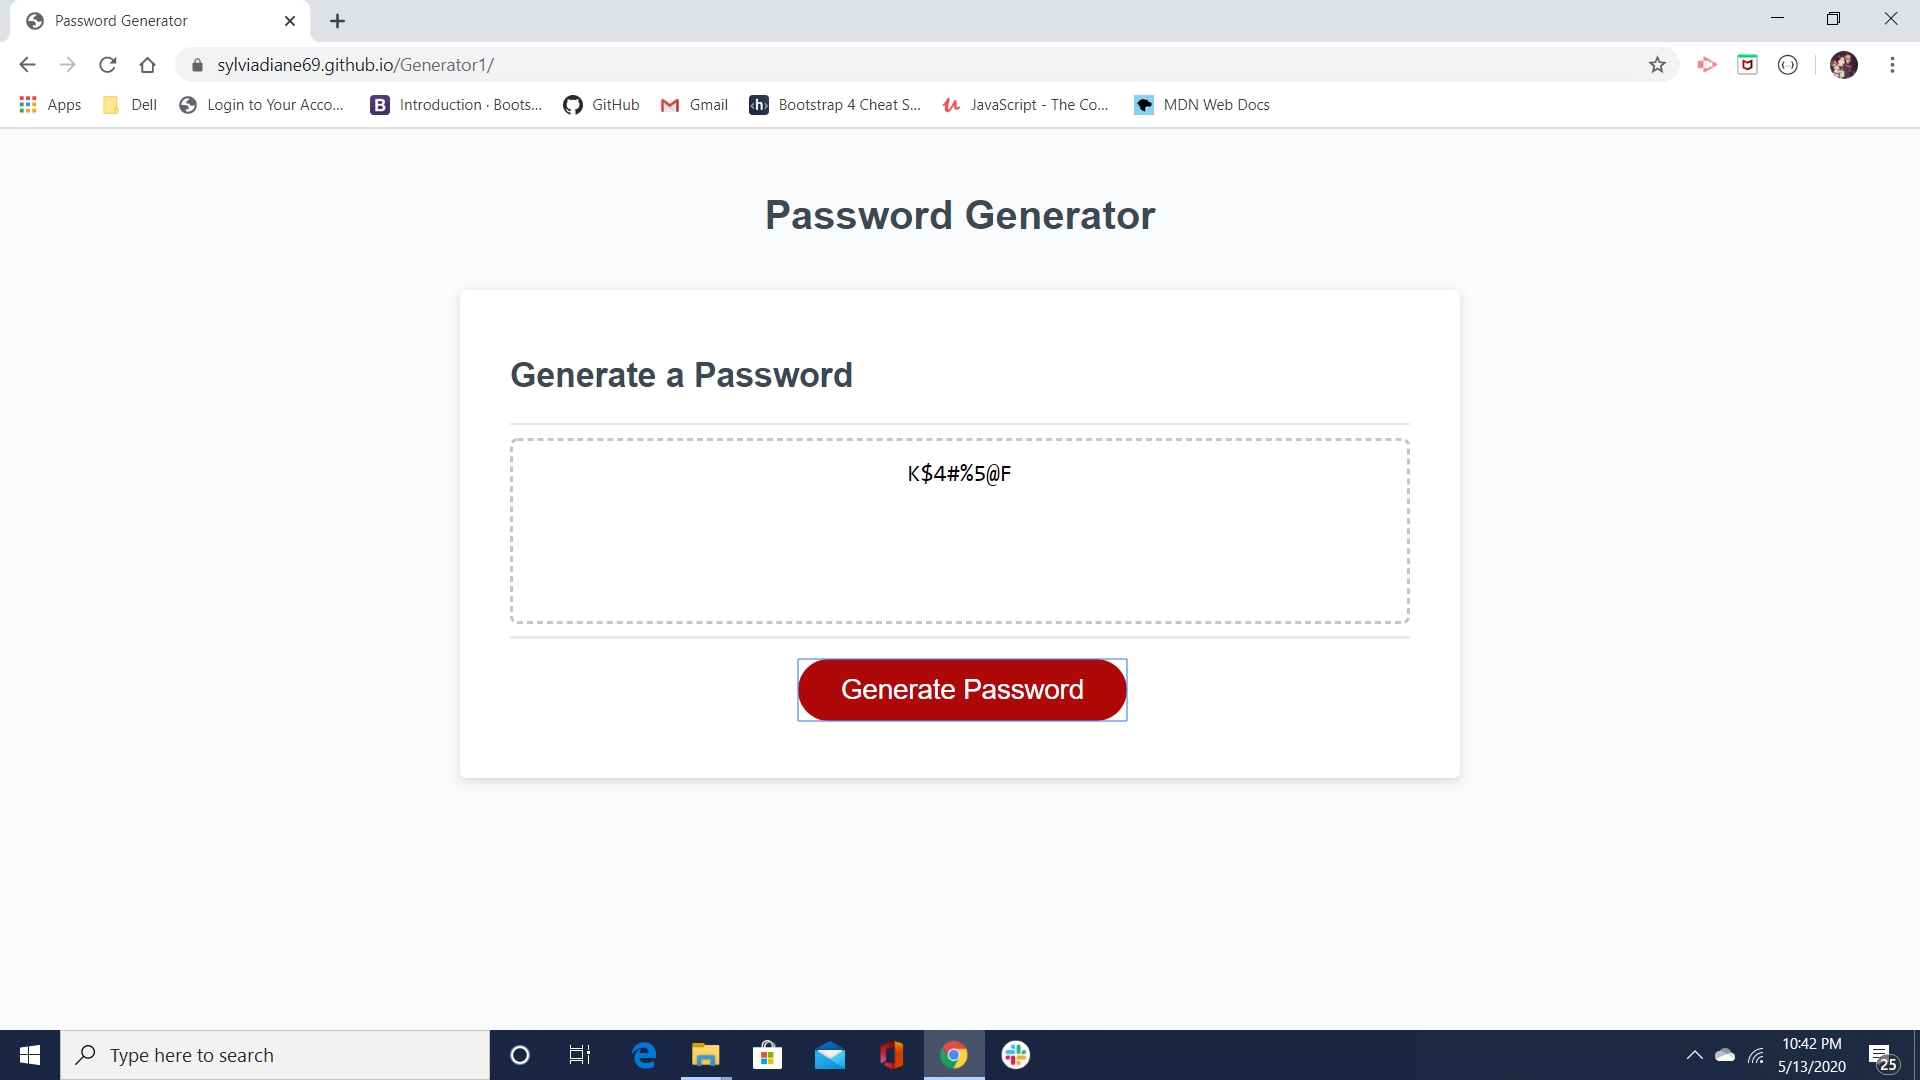 Password Generator
sylviadiane69.github.io/Generator1/
Apps Dell Login to Your Acco... B Introduction · Boots... GitHub Gmail h Bootstrap 4 Cheat S... JavaScript - The Co... MDN Web Docs
Password Generator
Generate a Password
K$4#%5@F
Generate Password
Type here to search
10:42 PM
5/13/2020
25